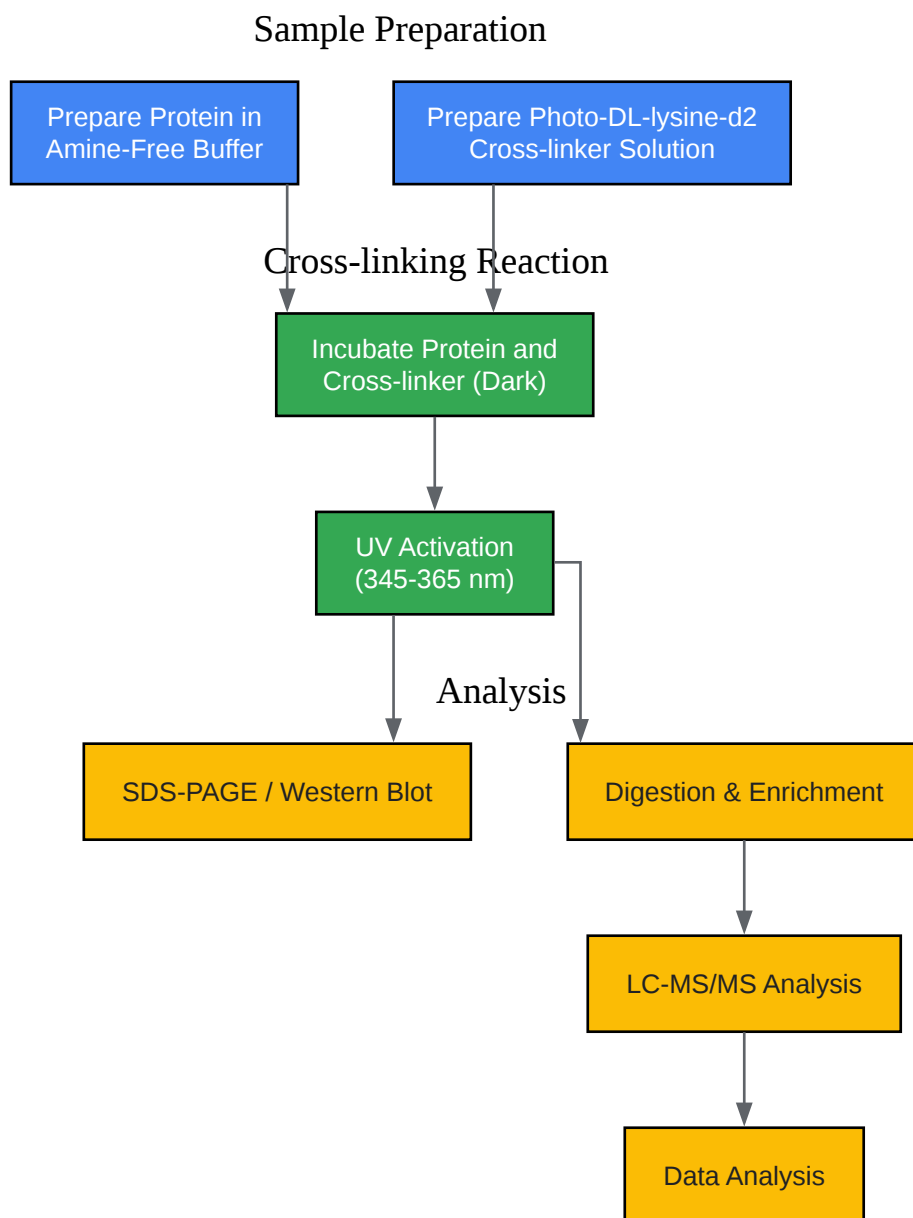 Sample Preparation
Prepare Protein in
Amine-Free Buffer
Prepare Photo-DL-lysine-d2
Cross-linker Solution
Cross-linking Reaction
Incubate Protein and
Cross-linker (Dark)
UV Activation
(345-365 nm)
Analysis
SDS-PAGE / Western Blot
Digestion & Enrichment
LC-MS/MS Analysis
Data Analysis